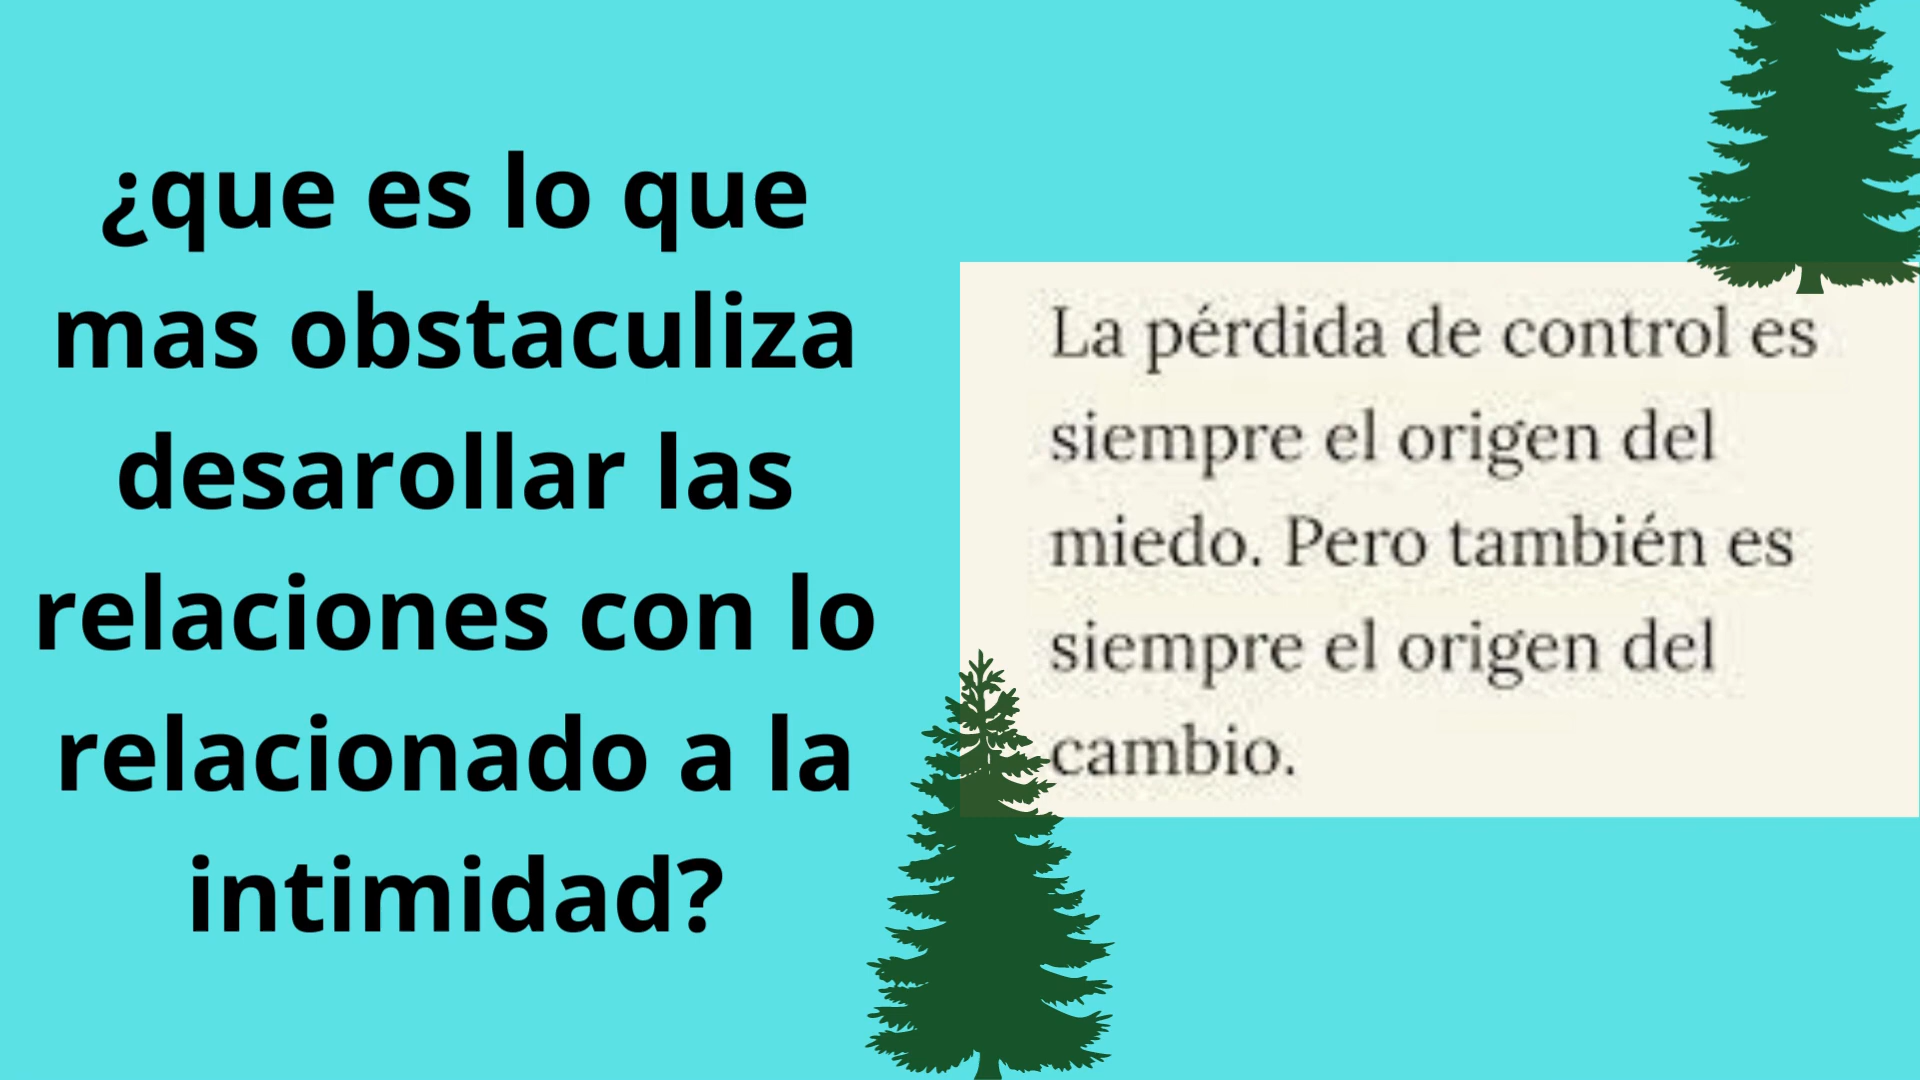 ¿que es lo que
mas obstaculiza
desarollar las
relaciones con lo
relacionado a la
intimidad?
La pérdida de control es
siempre el origen del
miedo. Pero también es
siempre el origen del
cambio.